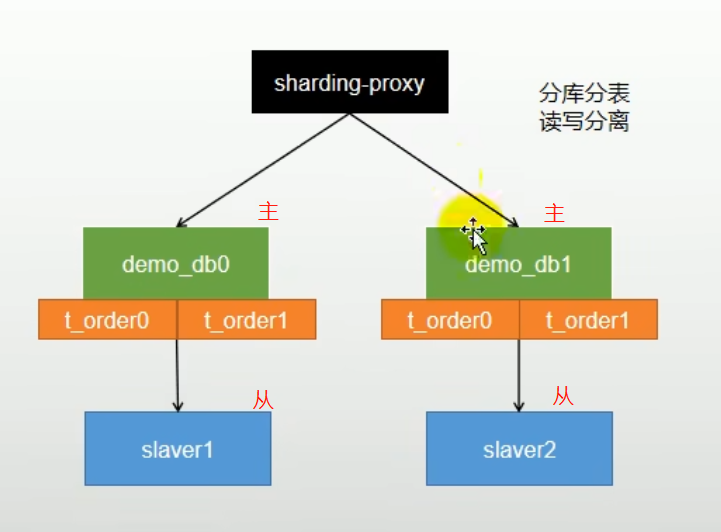 sharding-proxy
分库分表
读写分离
主
主
demo_db0
demo_db1
t_order0
t_order1
t_order0
t_order1
从
从
slaver1
slaver2